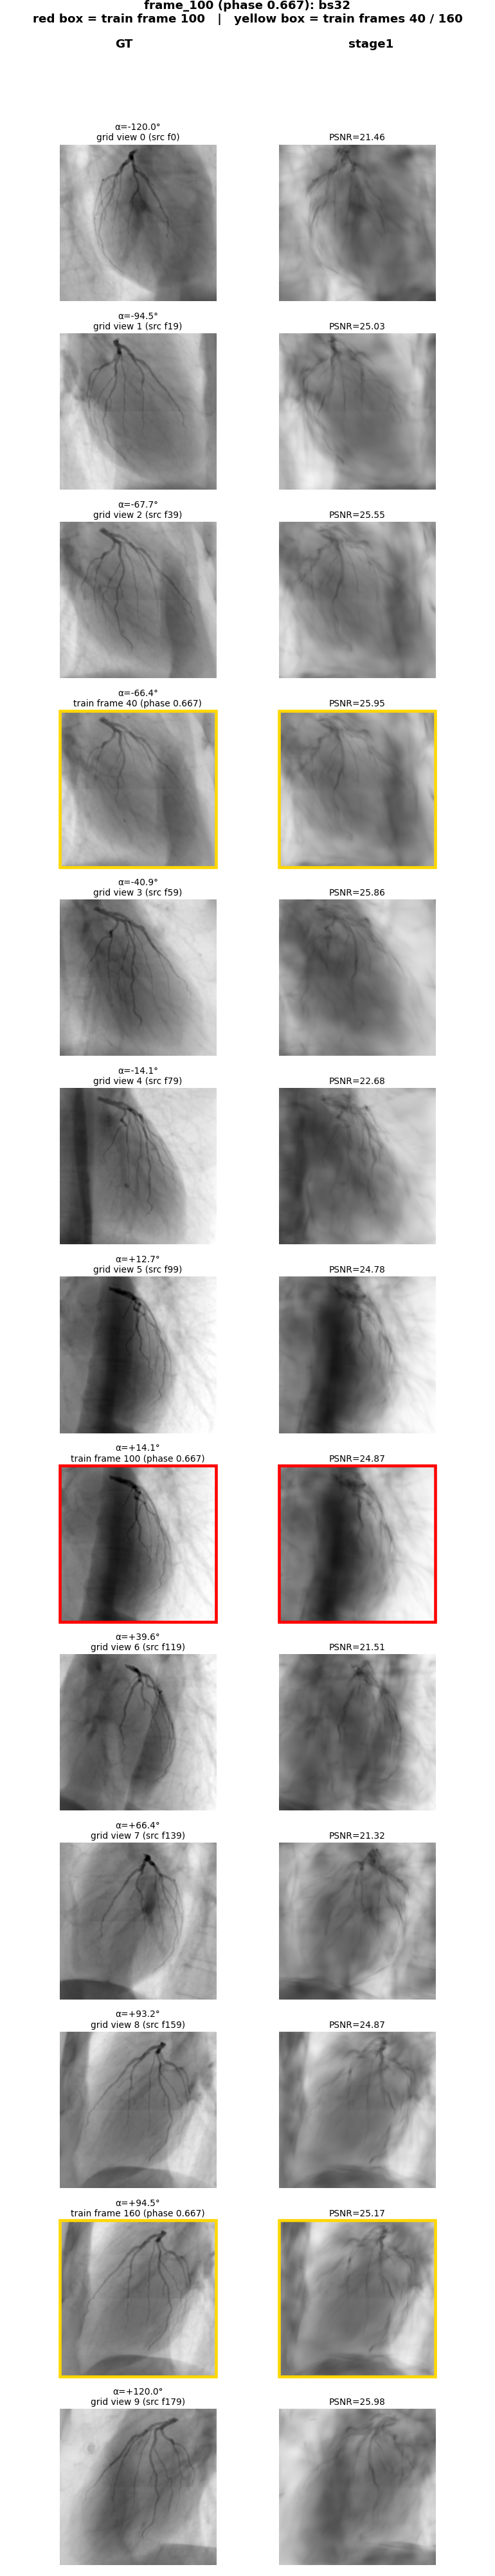 frame_100 (phase 0.667): bs32
red box = train frame 100 | yellow box = train frames 40 / 160
GT stage1
α=-120.0°
grid view 0 (src f0) PSNR=21.46
α=-94.5°
grid view 1 (src f19) PSNR=25.03
α=-67.7°
grid view 2 (src f39) PSNR=25.55
α=-66.4°
train frame 40 (phase 0.667) PSNR=25.95
α=-40.9°
grid view 3 (src f59) PSNR=25.86
α=-14.1°
grid view 4 (src f79) PSNR=22.68
α=+12.7°
grid view 5 (src f99) PSNR=24.78
α=+14.1°
train frame 100 (phase 0.667) PSNR=24.87
α=+39.6°
grid view 6 (src f119) PSNR=21.51
α=+66.4°
grid view 7 (src f139) PSNR=21.32
α=+93.2°
grid view 8 (src f159) PSNR=24.87
α=+94.5°
train frame 160 (phase 0.667) PSNR=25.17
α=+120.0°
grid view 9 (src f179) PSNR=25.98